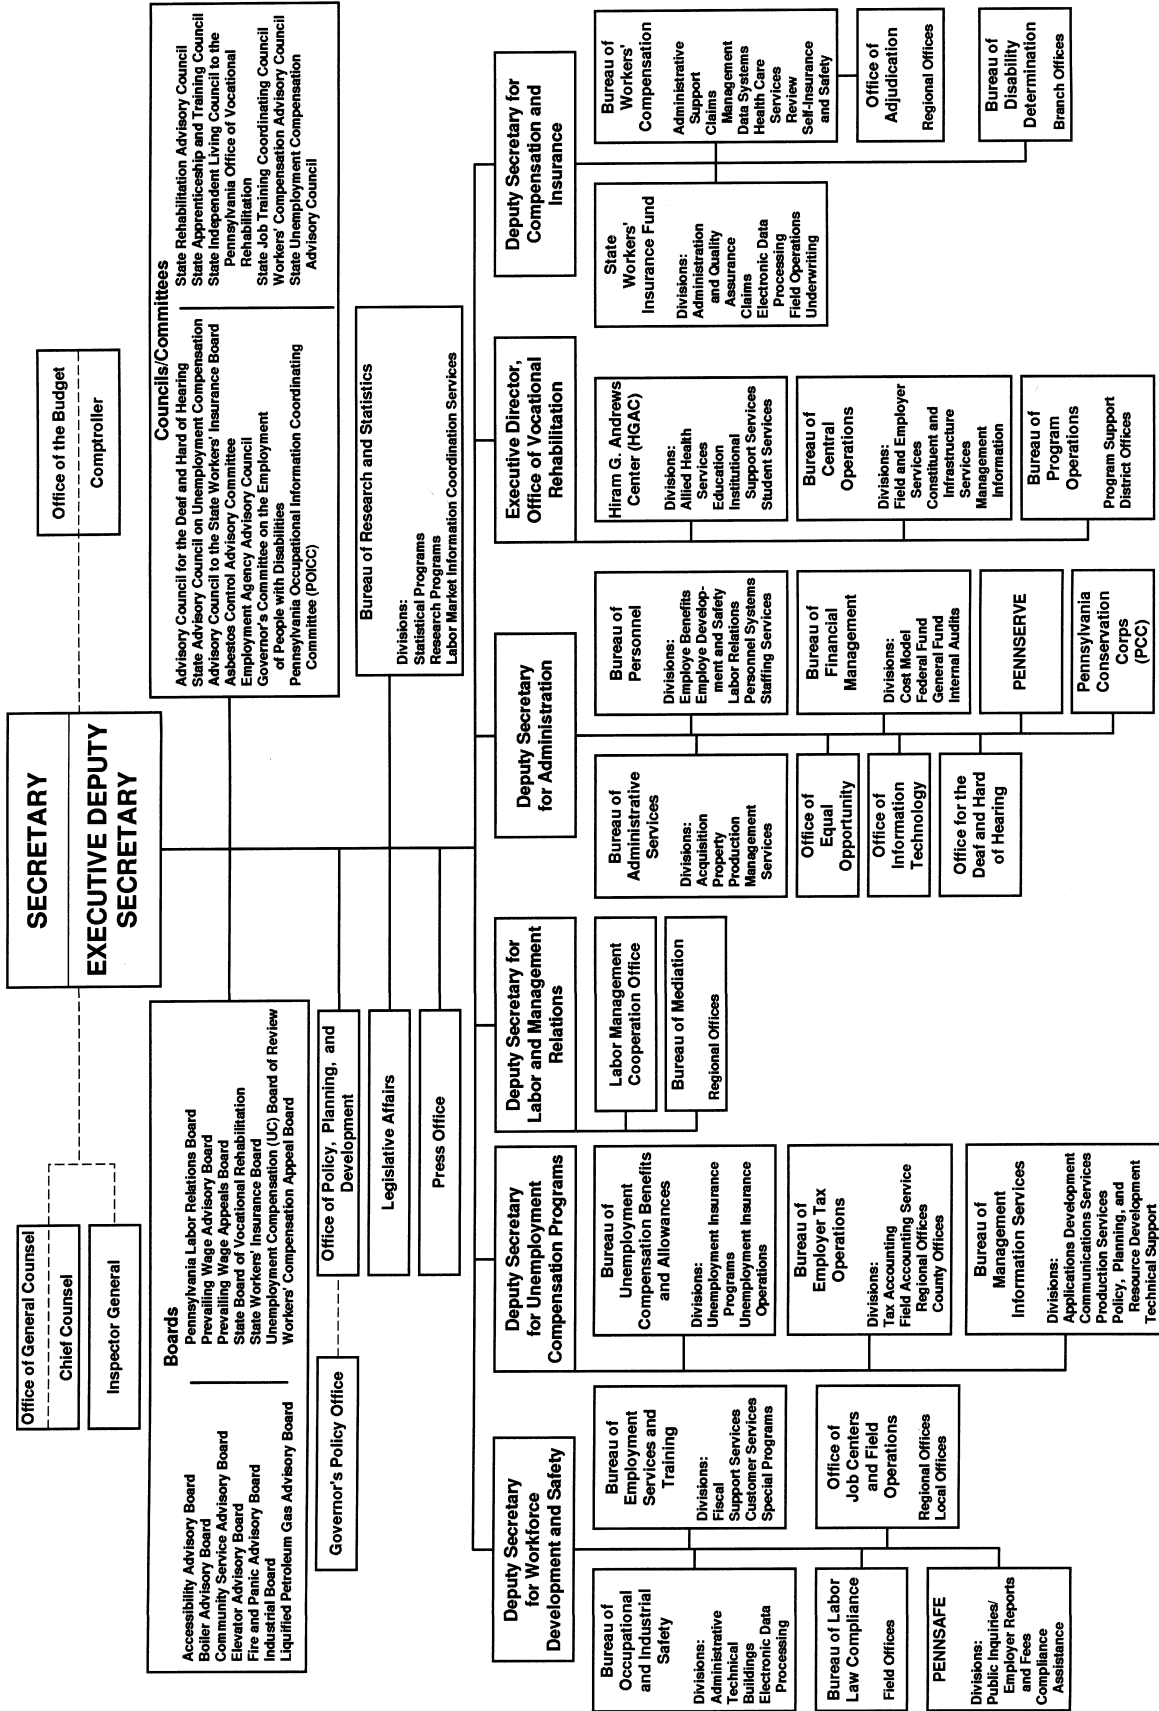 SECRETARY
EXECUTIVE DEPUTY
SECRETARY
Office of General Counsel
Chief Counsel
Inspector General
Office of the Budget
Comptroller
Boards
Accessibility Advisory Board
Boiler Advisory Board
Community Service Advisory Board
Elevator Advisory Board
Fire and Panic Advisory Board
Industrial Board
Liquified Petroleum Gas Advisory Board
Pennsylvania Labor Relations Board
Prevailing Wage Advisory Board
Prevailing Wage Appeals Board
State Board of Vocational Rehabilitation
State Workers' Insurance Board
Unemployment Compensation (UC) Board of Review
Workers' Compensation Appeal Board
Councils/Committees
Advisory Council for the Deaf and Hard of Hearing
State Advisory Council on Unemployment Compensation
Advisory Council to the State Workers' Insurance Board
Asbestos Control Advisory Committee
Employment Agency Advisory Council
Governor's Committee on the Employment
of People with Disabilities
Pennsylvania Occupational Information Coordinating
Committee (POICC)
State Rehabilitation Advisory Council
State Apprenticeship and Training Council
State Independent Living Council to the
Pennsylvania Office of Vocational
Rehabilitation
State Job Training Coordinating Council
Workers' Compensation Advisory Council
State Unemployment Compensation
Advisory Council
Governor's Policy Office
Office of Policy, Planning, and
Development
Legislative Affairs
Press Office
Bureau of Research and Statistics
Divisions:
Statistical Programs
Research Programs
Labor Market Information Coordination Services
Deputy Secretary
for Workforce
Development and Safety
Bureau of
Occupational
and Industrial
Safety
Divisions:
Administrative
Technical
Buildings
Electronic Data
Processing
Bureau of Labor
Law Compliance
Field Offices
PENNSAFE
Divisions:
Public Inquiries/
Employer Reports
and Fees
Compliance
Assistance
Bureau of
Employment
Services and
Training
Divisions:
Fiscal
Support Services
Customer Services
Special Programs
Office of
Job Centers
and Field
Operations
Regional Offices
Local Offices
Deputy Secretary
for Unemployment
Compensation Programs
Bureau of
Unemployment
Compensation Benefits
and Allowances
Divisions:
Unemployment Insurance
Programs
Unemployment Insurance
Operations
Bureau of
Employer Tax
Operations
Divisions:
Tax Accounting
Field Accounting Service
Regional Offices
County Offices
Bureau of
Management
Information Services
Divisions:
Applications Development
Communications Services
Production Services
Policy, Planning, and
Resource Development
Technical Support
Deputy Secretary for
Labor and Management
Relations
Labor Management
Cooperation Office
Bureau of Mediation
Regional Offices
Deputy Secretary
for Administration
Bureau of
Administrative
Services
Divisions:
Acquisition
Property
Production
Management
Services
Office of
Equal
Opportunity
Office of
Information
Technology
Office for the
Deaf and Hard
of Hearing
Bureau of
Personnel
Divisions:
Employe Benefits
Employe Develop-
ment and Safety
Labor Relations
Personnel Systems
Staffing Services
Bureau of
Financial
Management
Divisions:
Cost Model
Federal Fund
General Fund
Internal Audits
PENNSERVE
Pennsylvania
Conservation
Corps
(PCC)
Executive Director,
Office of Vocational
Rehabilitation
Hiram G. Andrews
Center (HGAC)
Divisions:
Allied Health
Services
Education
Institutional
Support Services
Student Services
Bureau of
Central
Operations
Divisions:
Field and Employer
Services
Constituent and
Infrastructure
Services
Management
Information
Bureau of
Program
Operations
Program Support
District Offices
Deputy Secretary for
Compensation and
Insurance
State
Workers'
Insurance Fund
Divisions:
Administration
and Quality
Assurance
Claims
Electronic Data
Processing
Field Operations
Underwriting
Bureau of
Workers'
Compensation
Administrative
Support
Claims
Management
Data Systems
Health Care
Services
Review
Self-Insurance
and Safety
Office of
Adjudication
Regional Offices
Bureau of
Disability
Determination
Branch Offices